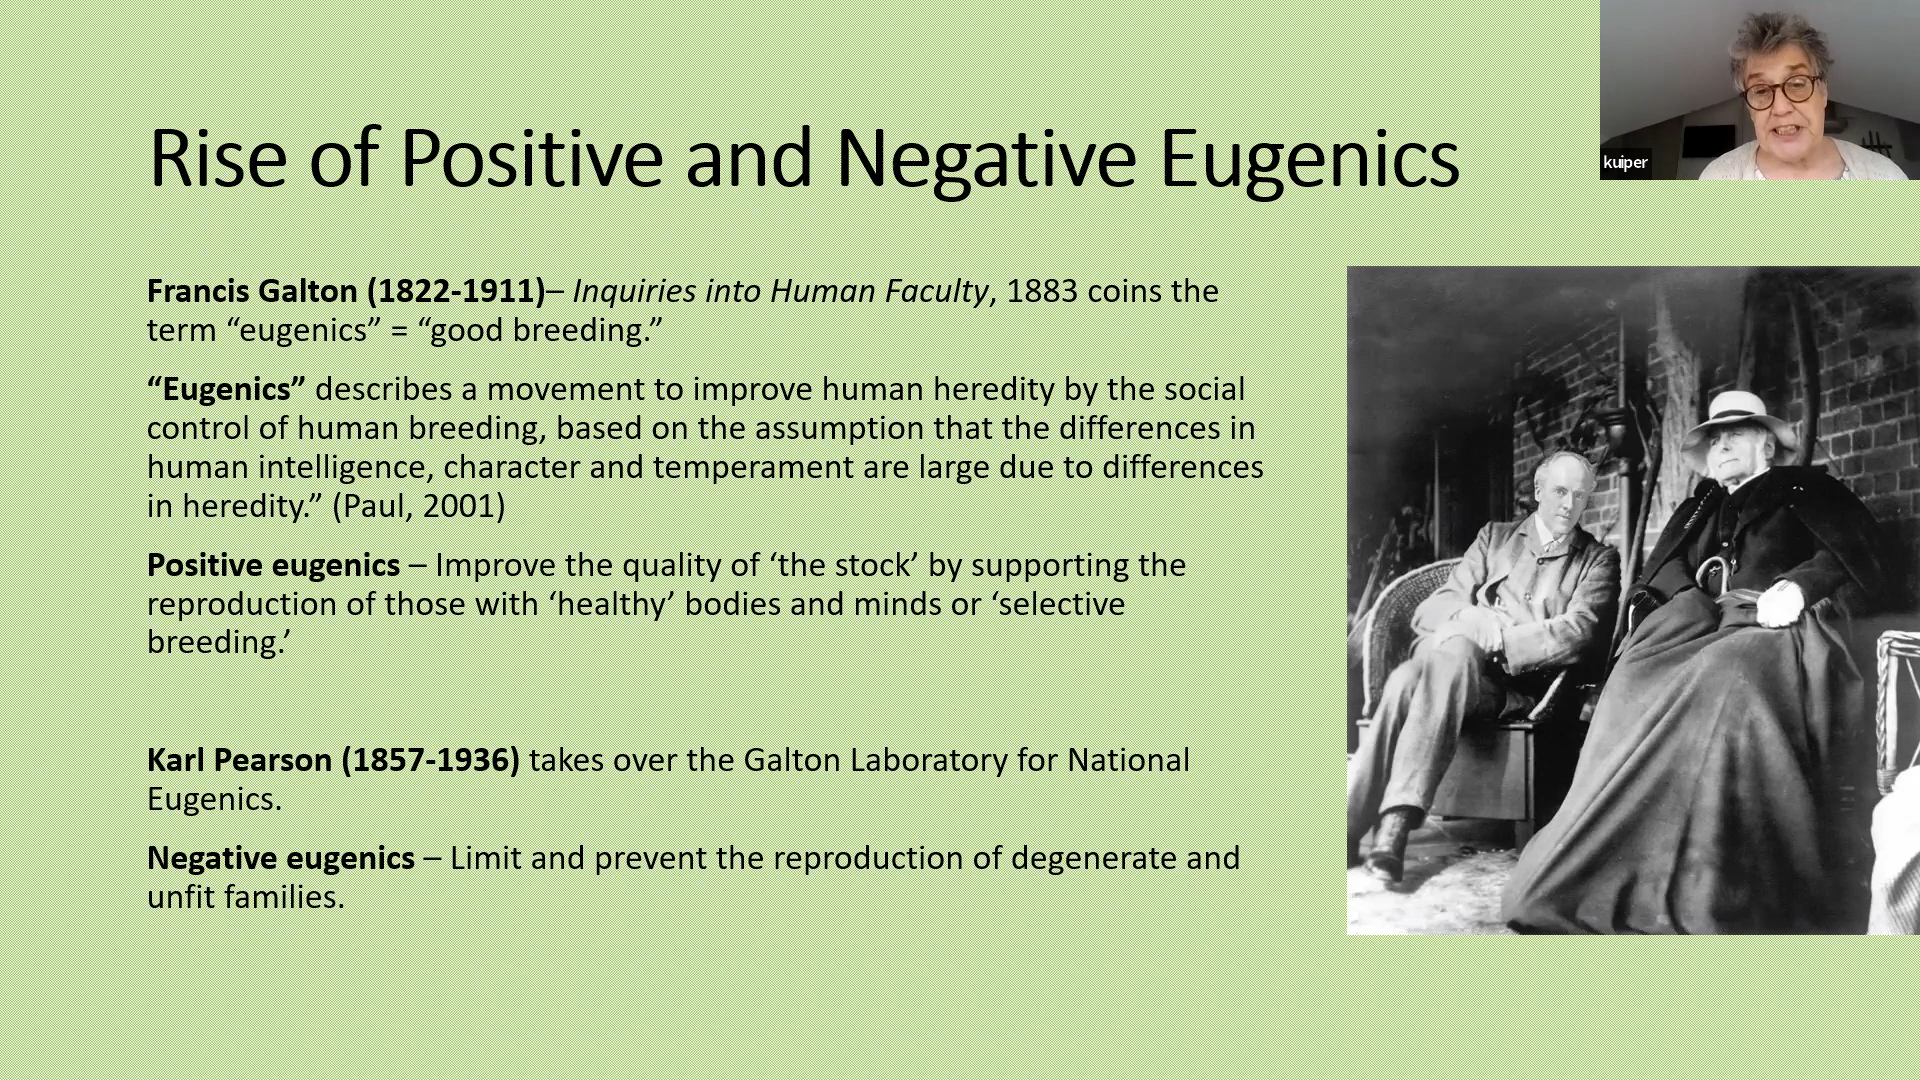 Rise of Positive and Negative Eugenics
kuiper
Francis Galton (1822-1911)– Inquiries into Human Faculty, 1883 coins the
term “eugenics” = “good breeding.”
“Eugenics” describes a movement to improve human heredity by the social
control of human breeding, based on the assumption that the differences in
human intelligence, character and temperament are large due to differences
in heredity.” (Paul, 2001)
Positive eugenics – Improve the quality of ‘the stock’ by supporting the
reproduction of those with ‘healthy’ bodies and minds or ‘selective
breeding.’
Karl Pearson (1857-1936) takes over the Galton Laboratory for National
Eugenics.
Negative eugenics – Limit and prevent the reproduction of degenerate and
unfit families.